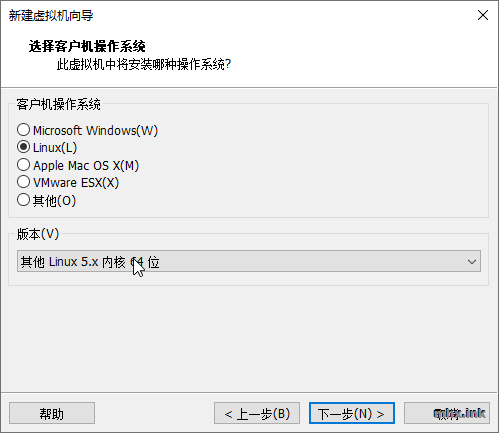 新建虚拟机向导
选择客户机操作系统
此虚拟机中将安装哪种操作系统?
客户机操作系统
Microsoft Windows(W)
Linux(L)
Apple Mac OS X(M)
VMware ESX(X)
其他(O)
版本(V)
其他 Linux 5.x 内核 64 位
帮助
< 上一步(B)
下一步(N) >
取消